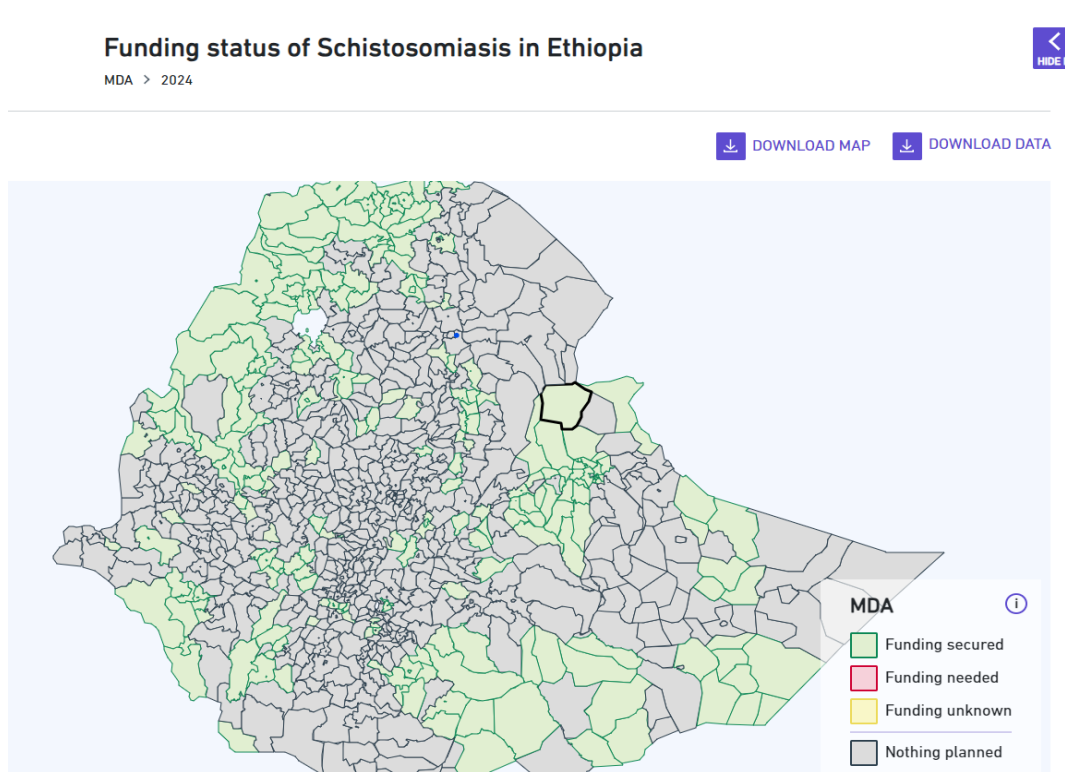 Funding status of Schistosomiasis in Ethiopia
HIDE
MDA > 2024
DOWNLOAD MAP
DOWNLOAD DATA
MDA
i
Funding secured
Funding needed
Funding unknown
Nothing planned